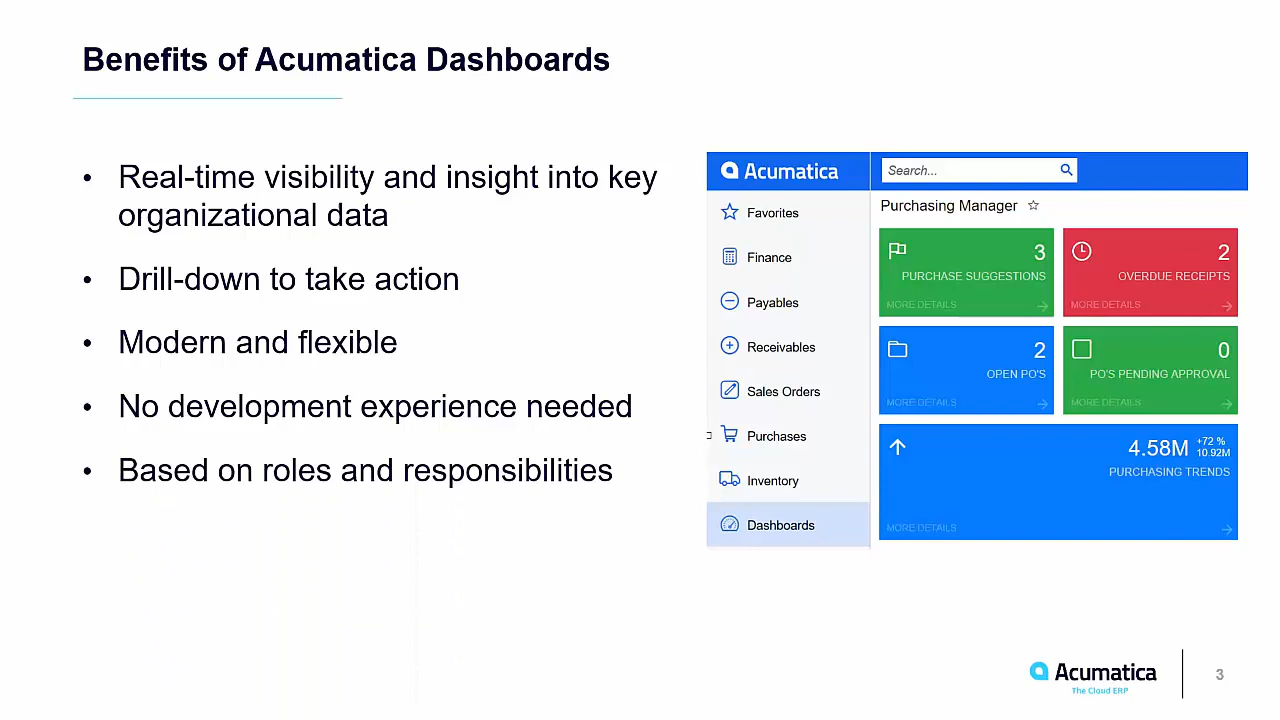 Benefits of Acumatica Dashboards
• Real-time visibility and insight into key
organizational data
• Drill-down to take action
• Modern and flexible
• No development experience needed
• Based on roles and responsibilities
Acumatica
Search...
Favorites
Finance
Payables
Receivables
Sales Orders
Purchases
Inventory
Dashboards
Purchasing Manager
3
PURCHASE SUGGESTIONS
MORE DETAILS
2
OVERDUE RECEIPTS
MORE DETAILS
2
OPEN PO'S
MORE DETAILS
0
PO'S PENDING APPROVAL
MORE DETAILS
4.58M
+72 %
10.92M
PURCHASING TRENDS
MORE DETAILS
Acumatica
The Cloud ERP
3